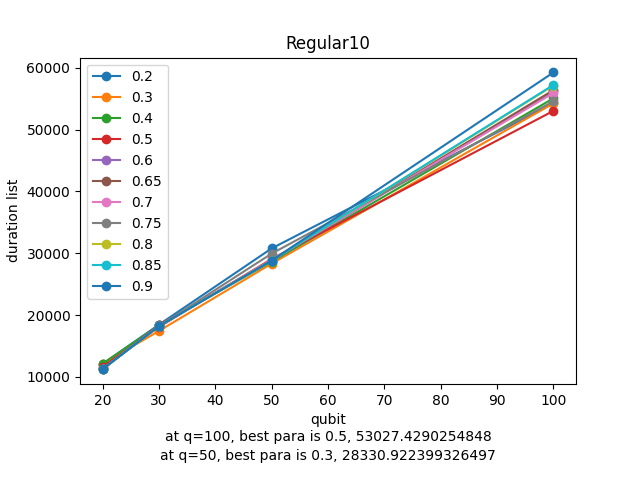 Regular10
60000
50000
40000
30000
20000
10000
duration list
0.2
0.3
0.4
0.5
0.6
0.65
0.7
0.75
0.8
0.85
0.9
20 30 40 50 60 70 80 90 100
qubit
at q=100, best para is 0.5, 53027.4290254848
at q=50, best para is 0.3, 28330.922399326497